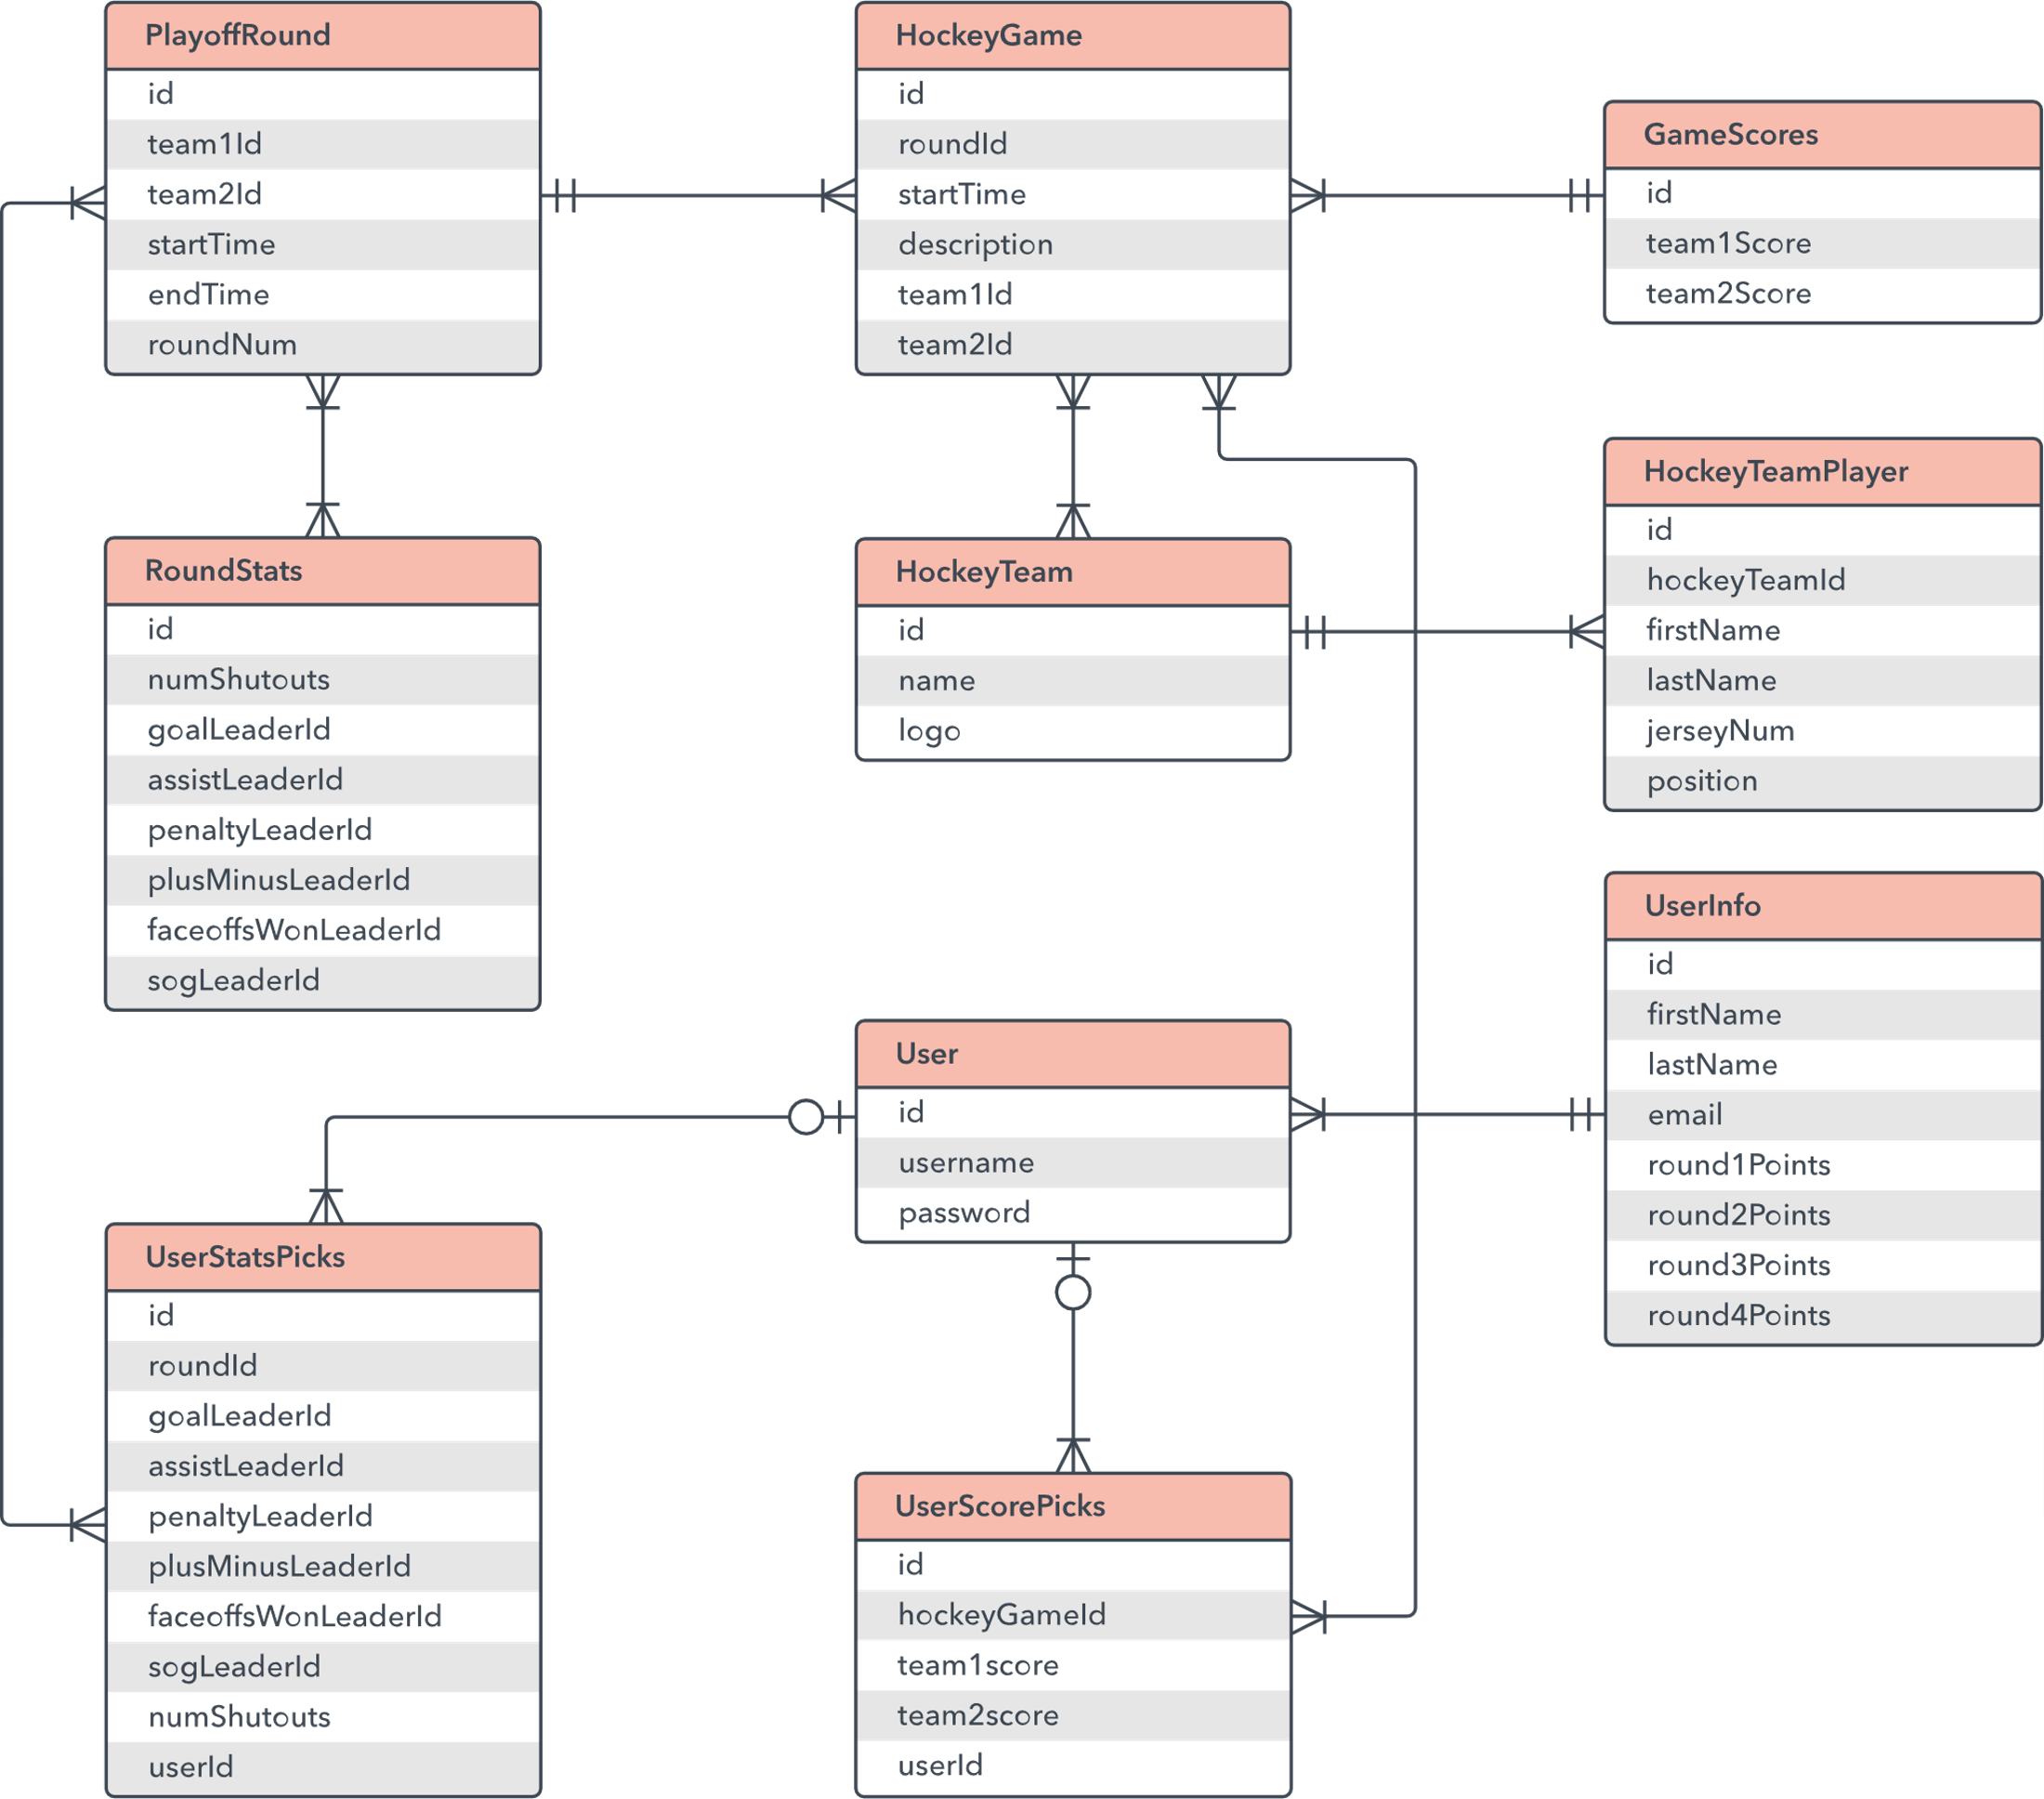 PlayoffRound
id
team1Id
team2Id
startTime
endTime
roundNum
HockeyGame
id
roundId
startTime
description
team1Id
team2Id
GameScores
id
team1Score
team2Score
RoundStats
id
numShutouts
goalLeaderId
assistLeaderId
penaltyLeaderId
plusMinusLeaderId
faceoffsWonLeaderId
sogLeaderId
HockeyTeam
id
name
logo
HockeyTeamPlayer
id
hockeyTeamId
firstName
lastName
jerseyNum
position
User
id
username
password
UserInfo
id
firstName
lastName
email
round1Points
round2Points
round3Points
round4Points
UserStatsPicks
id
roundId
goalLeaderId
assistLeaderId
penaltyLeaderId
plusMinusLeaderId
faceoffsWonLeaderId
sogLeaderId
numShutouts
userId
UserScorePicks
id
hockeyGameId
team1score
team2score
userId